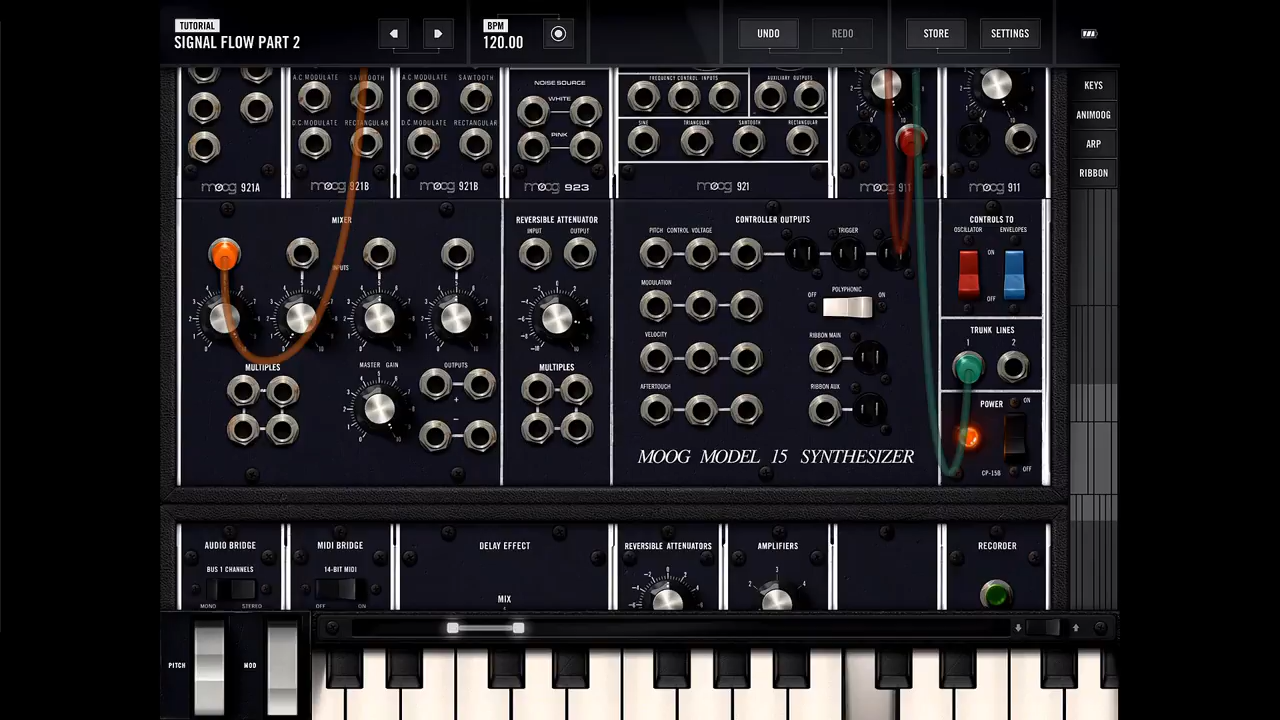 TUTORIAL
SIGNAL FLOW PART 2
BPM
120.00
UNDO
REDO
STORE
SETTINGS
KEYS
ANIMOOG
ARP
RIBBON
A.C MODULATE SAWTOOTH
A.C MODULATE SAWTOOTH
D.C MODULATE RECTANGULAR
D.C MODULATE RECTANGULAR
NOISE SOURCE
WHITE
PINK
FREQUENCY CONTROL INPUTS
AUXILIARY OUTPUTS
SINE TRIANGULAR SAWTOOTH RECTANGULAR
moog 921A
moog 921B
moog 921B
moog 923
moog 921
moog 911
moog 911
MIXER
INPUTS
MULTIPLES
MASTER GAIN
OUTPUTS
+
−
REVERSIBLE ATTENUATOR
INPUT OUTPUT
MULTIPLES
CONTROLLER OUTPUTS
PITCH CONTROL VOLTAGE
TRIGGER
MODULATION
POLYPHONIC
OFF ON
VELOCITY
RIBBON MAIN
AFTERTOUCH
RIBBON AUX
MOOG MODEL 15 SYNTHESIZER
CONTROLS TO
OSCILLATOR ENVELOPES
ON
OFF
TRUNK LINES
1 2
POWER
ON
OFF
CP-15B
AUDIO BRIDGE
BUS 1 CHANNELS
MONO STEREO
MIDI BRIDGE
14-BIT MIDI
OFF ON
DELAY EFFECT
MIX
REVERSIBLE ATTENUATORS
AMPLIFIERS
RECORDER
PITCH
MOD